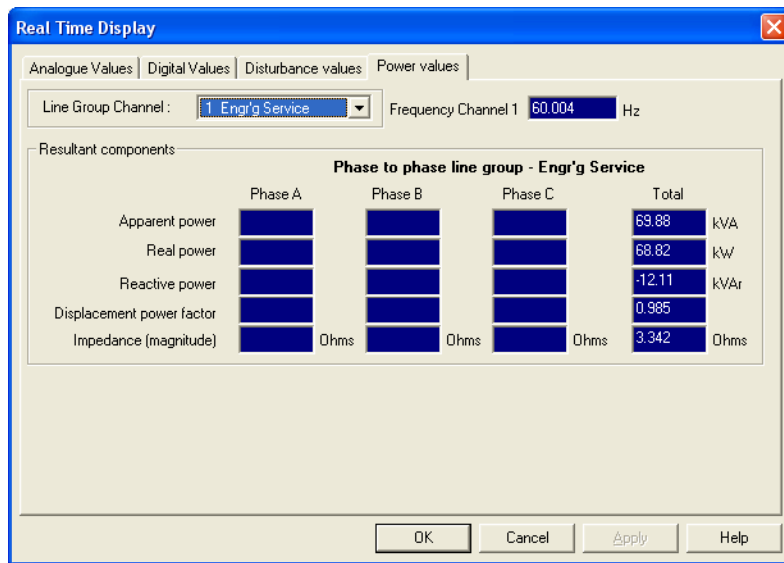 Real Time Display
Analogue Values Digital Values Disturbance values Power values
Line Group Channel : 1 Engr'g Service Frequency Channel 1 60.004 Hz
Resultant components
Phase to phase line group - Engr'g Service
Phase A Phase B Phase C Total
Apparent power 69.88 kVA
Real power 68.82 kW
Reactive power -12.11 kVAr
Displacement power factor 0.985
Impedance (magnitude) Ohms Ohms Ohms 3.342 Ohms
OK Cancel Apply Help